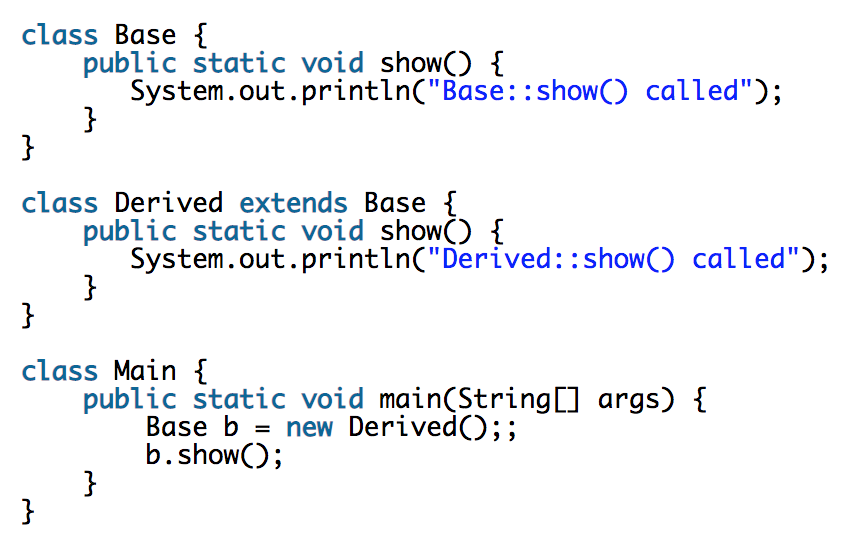 class Base {
    public static void show() {
       System.out.println("Base::show() called");
    }
}

class Derived extends Base {
    public static void show() {
       System.out.println("Derived::show() called");
    }
}

class Main {
    public static void main(String[] args) {
        Base b = new Derived();;
        b.show();
    }
}